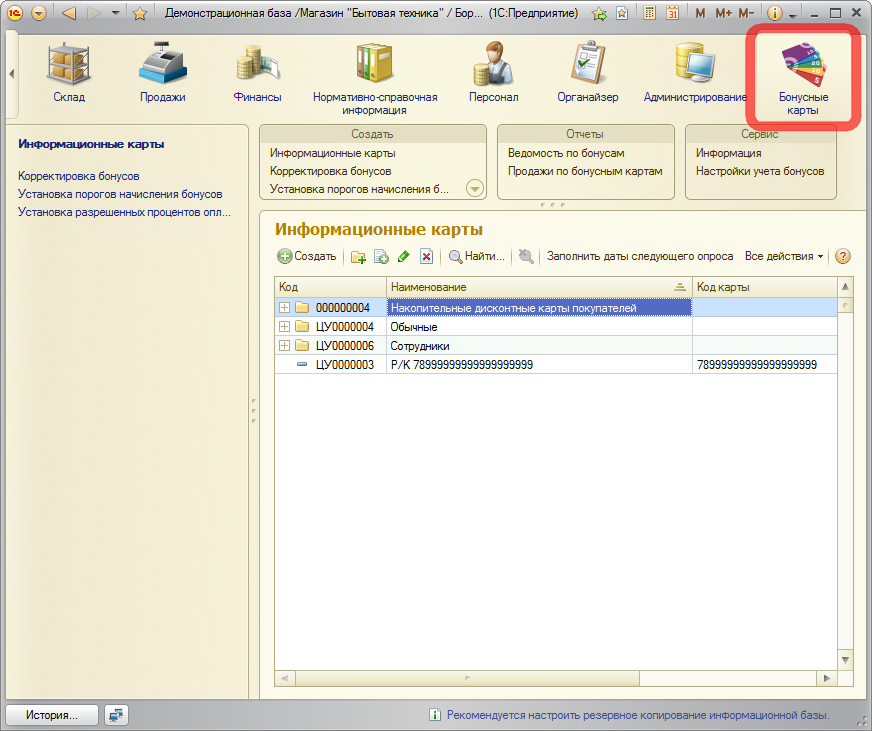 Демонстрационная база /Магазин "Бытовая техника" / Бор... (1С:Предприятие)
M M+ M-
Склад
Продажи
Финансы
Нормативно-справочная
информация
Персонал
Органайзер
Администрирование
Бонусные
карты
Информационные карты
Корректировка бонусов
Установка порогов начисления бонусов
Установка разрешенных процентов опл...
Создать
Информационные карты
Корректировка бонусов
Установка порогов начисления б...
Отчеты
Ведомость по бонусам
Продажи по бонусным картам
Сервис
Информация
Настройки учета бонусов
Информационные карты
Создать Найти... Заполнить даты следующего опроса Все действия
Код Наименование Код карты
000000004 Накопительные дисконтные карты покупателей
ЦУ0000004 Обычные
ЦУ0000006 Сотрудники
ЦУ0000003 Р/К 78999999999999999999 78999999999999999999
История...
Рекомендуется настроить резервное копирование информационной базы.